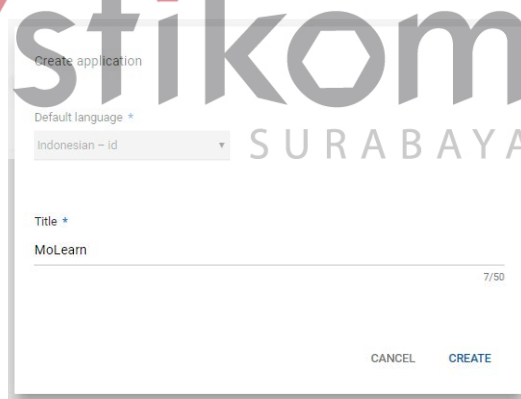 stikom
SURABAYA
Create application
Default language *
Indonesian – id
Title *
MoLearn
7/50
CANCEL
CREATE